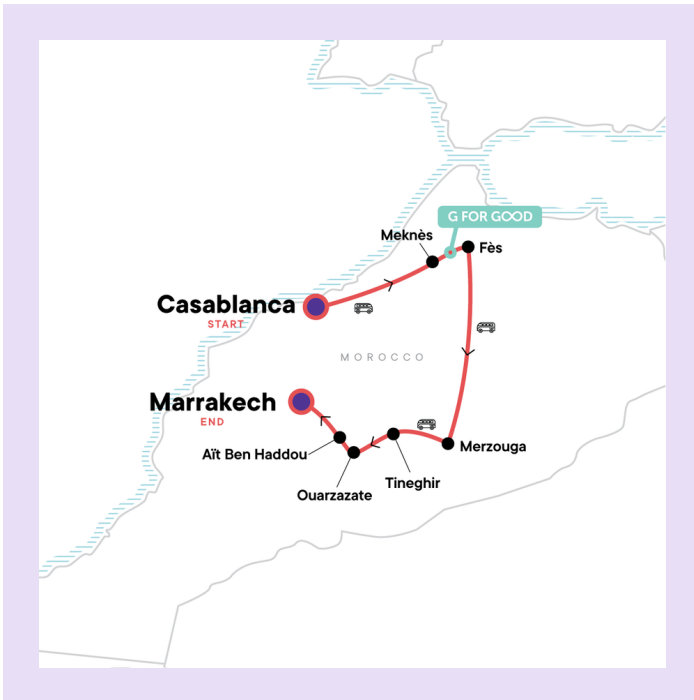 G FOR GOOD
Meknès
Fès
Casablanca
START
MOROCCO
Marrakech
END
Aït Ben Haddou
Merzouga
Tineghir
Ouarzazate